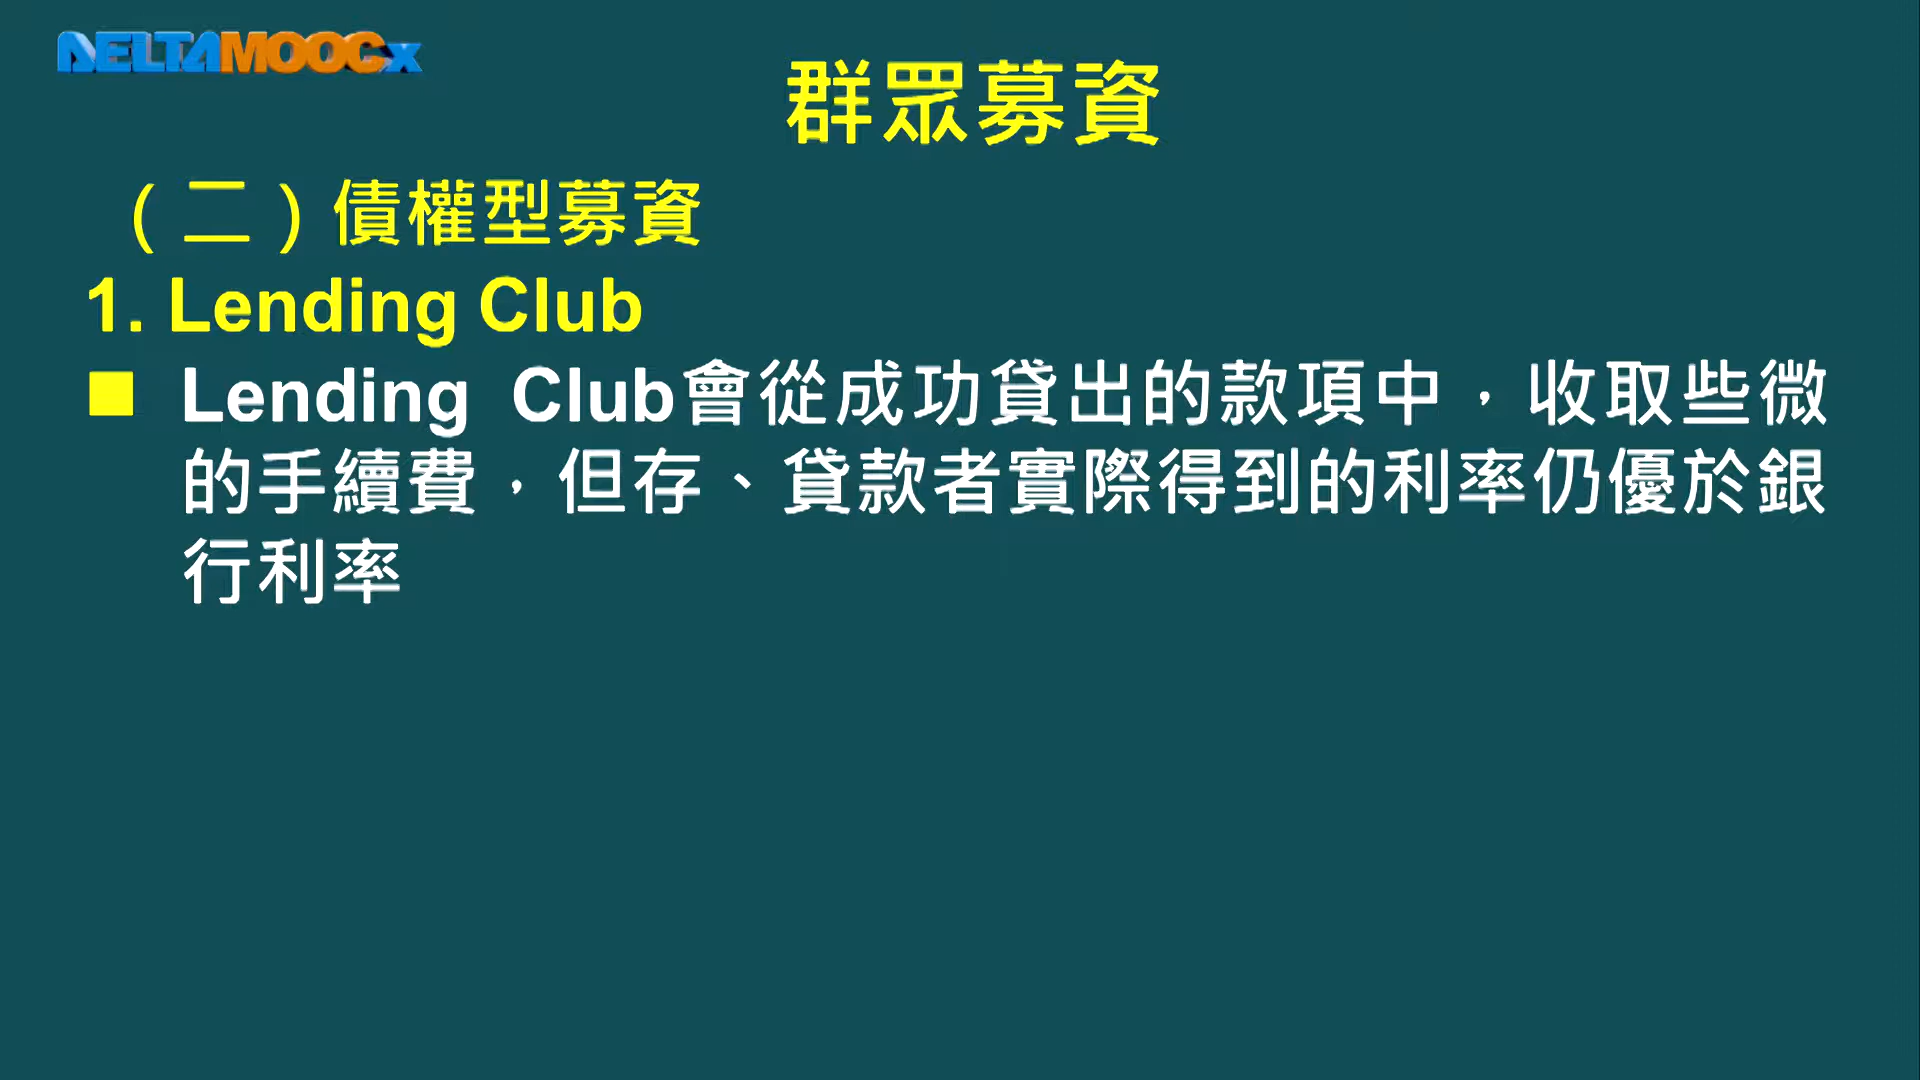 DELTAMOOCx
群眾募資
（二）債權型募資
1. Lending Club
Lending Club會從成功貸出的款項中，收取些微
的手續費，但存、貸款者實際得到的利率仍優於銀
行利率